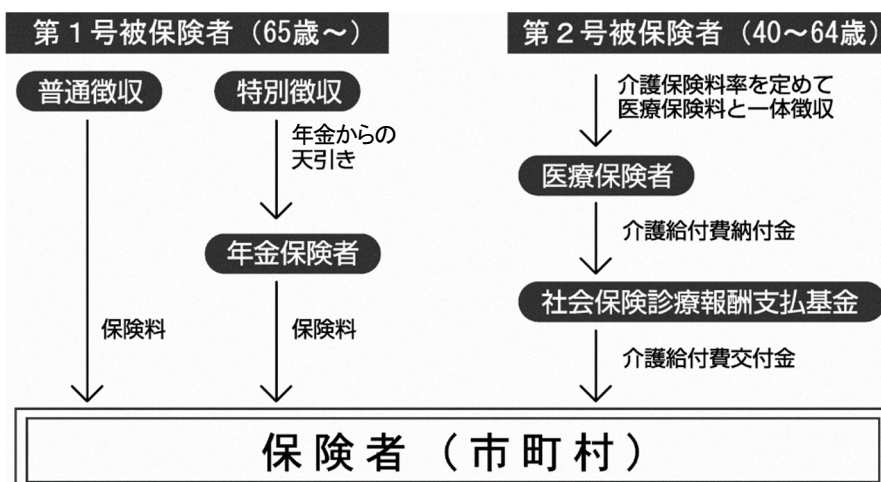 第1号被保険者（65歳～）
第2号被保険者（40～64歳）
普通徴収
特別徴収
年金からの
天引き
年金保険者
保険料
保険料
介護保険料率を定めて
医療保険料と一体徴収
医療保険者
介護給付費納付金
社会保険診療報酬支払基金
介護給付費交付金
保険者（市町村）